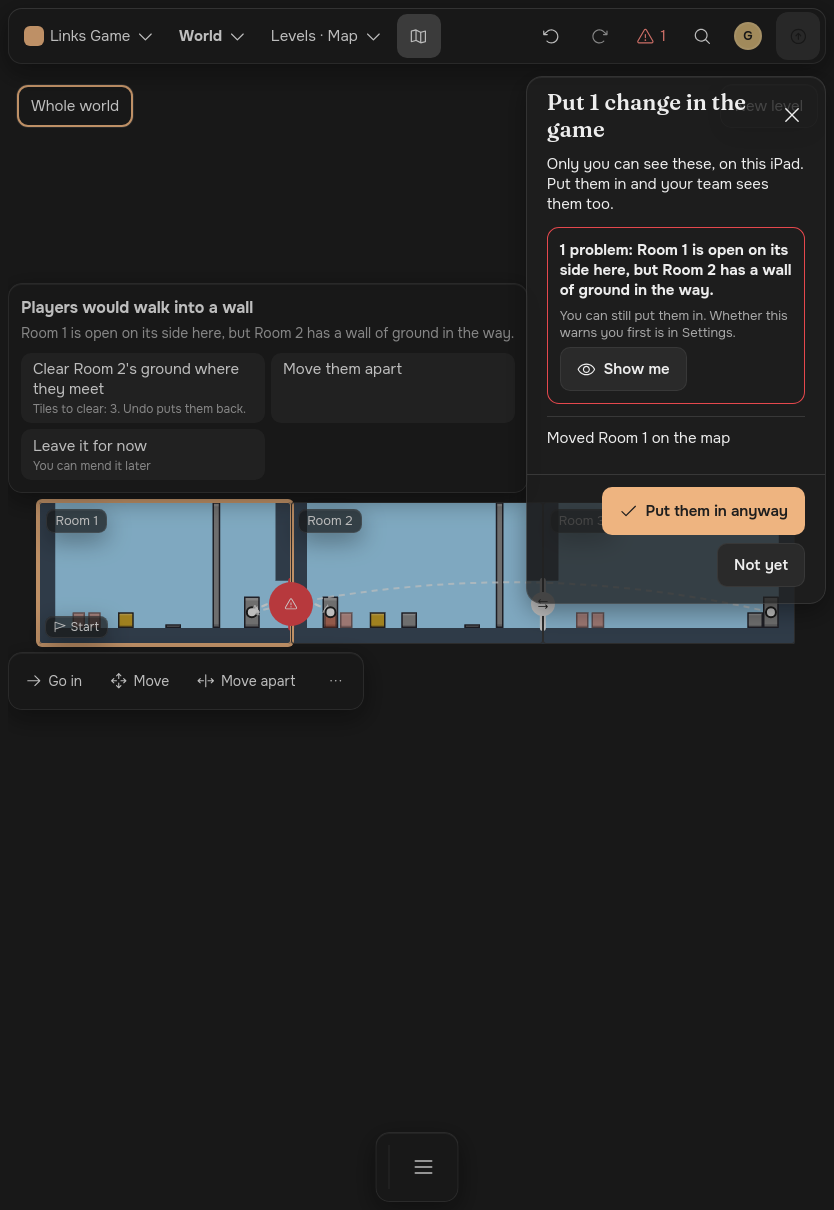 Links Game
World
Levels · Map
1
G
Whole world
Put 1 change in the
game
Only you can see these, on this iPad.
Put them in and your team sees
them too.
1 problem: Room 1 is open on its
side here, but Room 2 has a wall
of ground in the way.
You can still put them in. Whether this
warns you first is in Settings.
Show me
Moved Room 1 on the map
Put them in anyway
Not yet
Players would walk into a wall
Room 1 is open on its side here, but Room 2 has a wall of ground in the way.
Clear Room 2's ground where
they meet
Tiles to clear: 3. Undo puts them back.
Move them apart
Leave it for now
You can mend it later
Room 1
Room 2
Room
Start
Go in
Move
Move apart
level